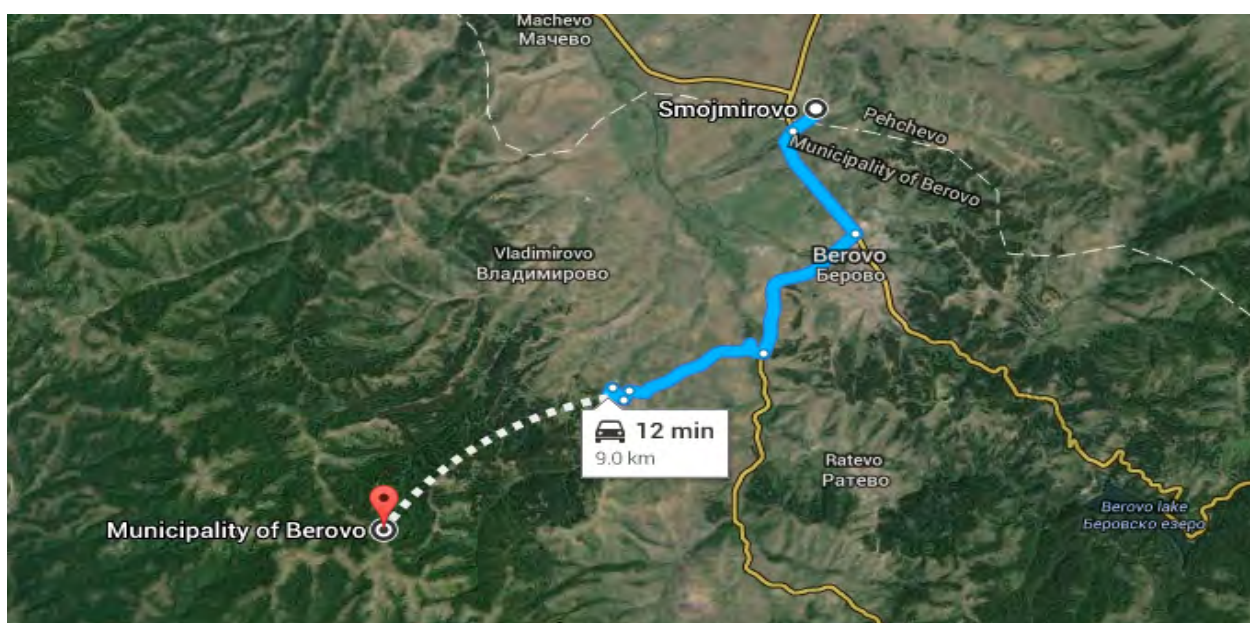 Machevo
Мачево
Smojmirovo
Pehchevo
Municipality of Berovo
Vladimirovo
Владимирово
Berovo
Берово
12 min
9.0 km
Ratevo
Ратево
Berovo lake
Беровско езеро
Municipality of Berovo